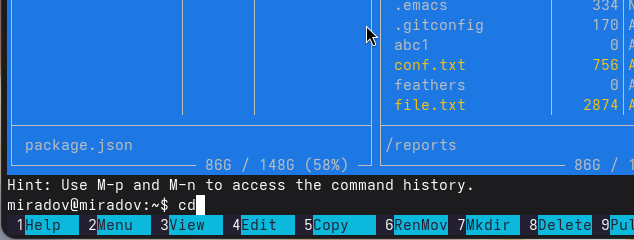 .emacs 334
.gitconfig 170
abc1 0
conf.txt 756
feathers 0
file.txt 2874
package.json /reports
86G / 148G (58%) 86G /
Hint: Use M-p and M-n to access the command history.
miradov@miradov:~$ cd
1Help 2Menu 3View 4Edit 5Copy 6RenMov 7Mkdir 8Delete 9Pul